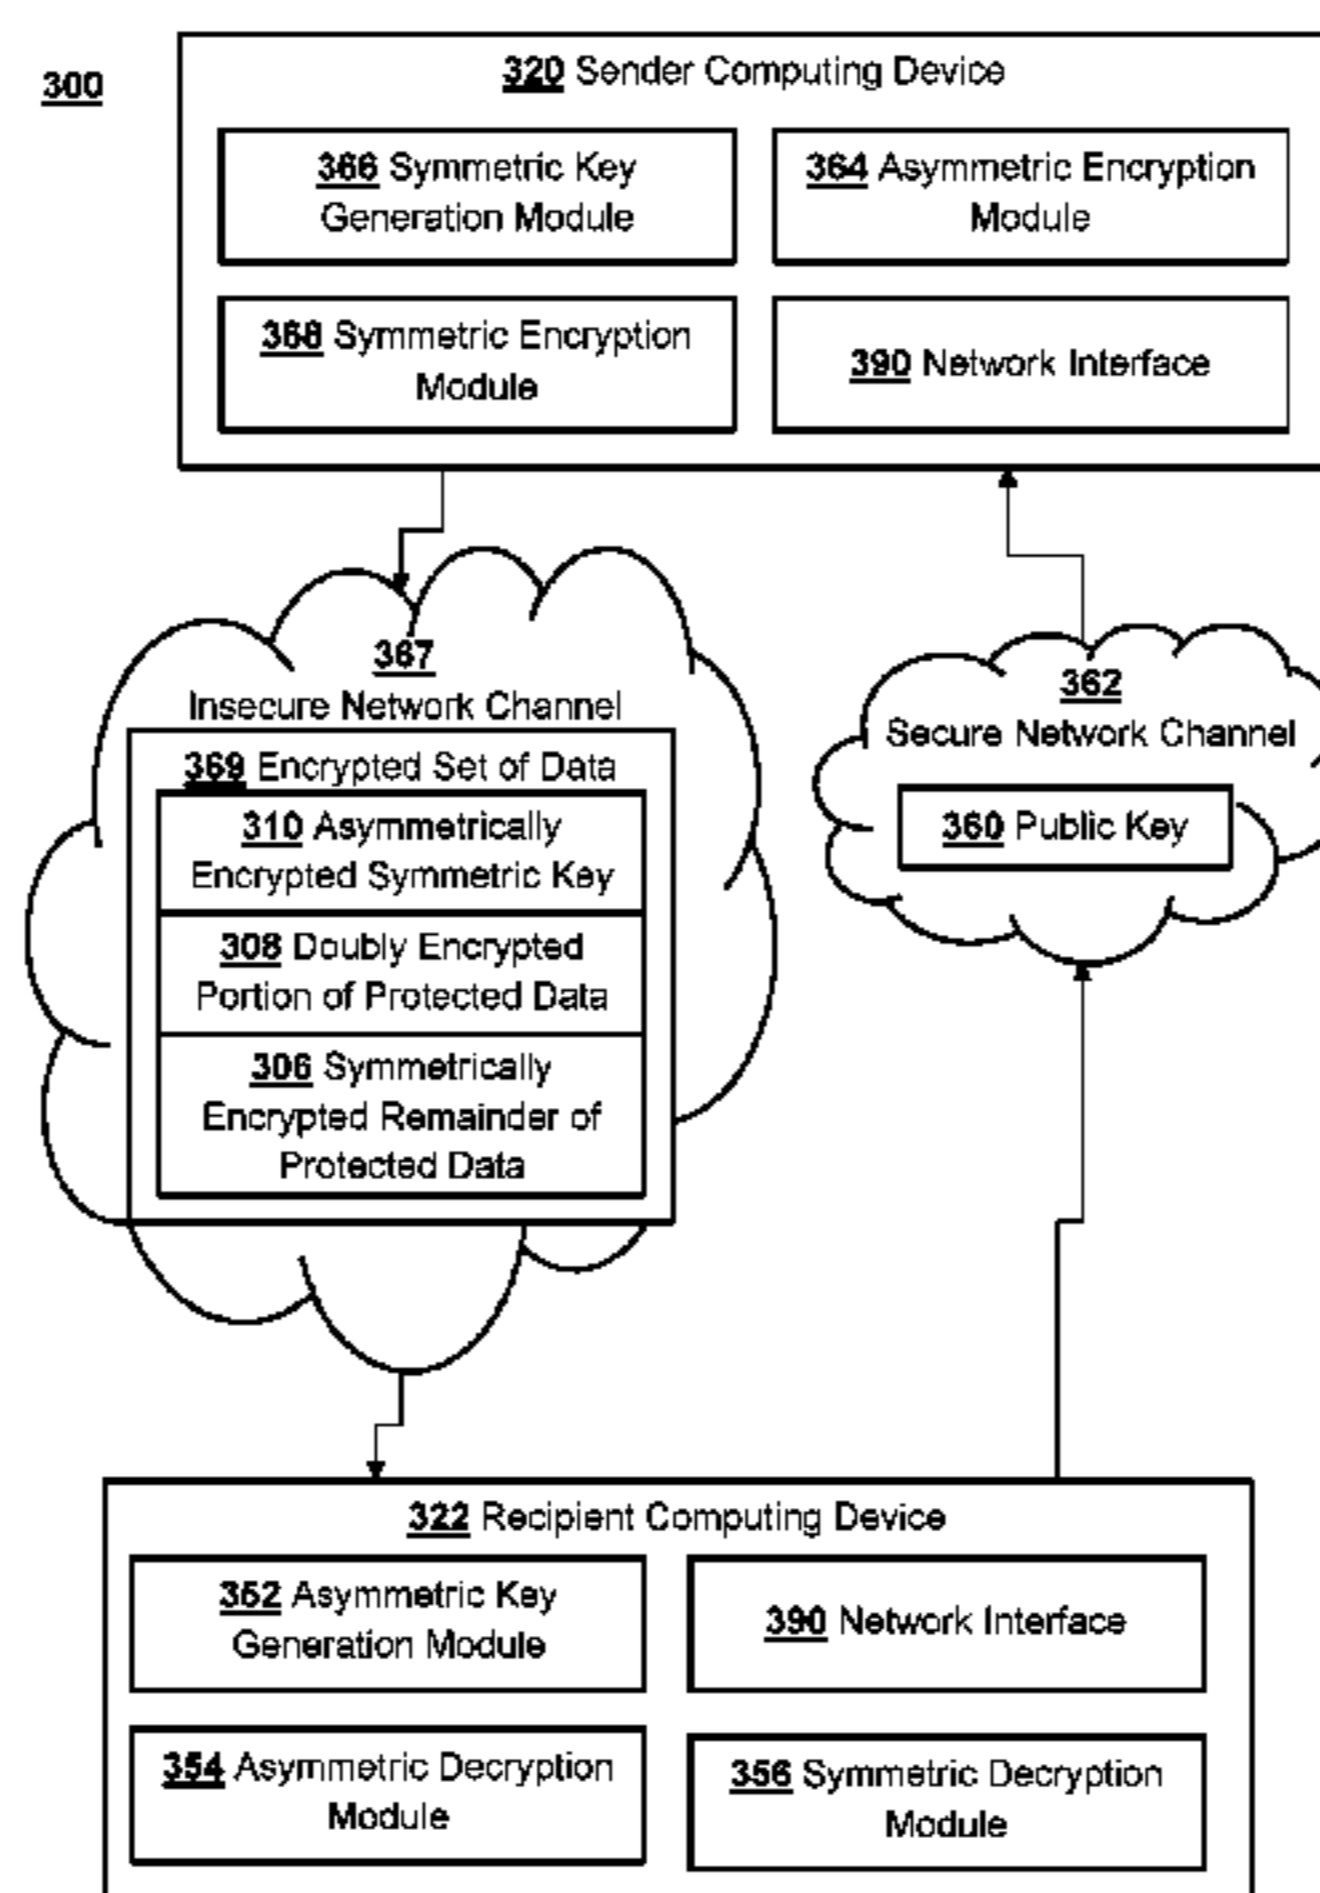 300
320 Sender Computing Device
366 Symmetric Key
Generation Module
364 Asymmetric Encryption
Module
368 Symmetric Encryption
Module
390 Network Interface
367
Insecure Network Channel
369 Encrypted Set of Data
310 Asymmetrically
Encrypted Symmetric Key
308 Doubly Encrypted
Portion of Protected Data
306 Symmetrically
Encrypted Remainder of
Protected Data
362
Secure Network Channel
360 Public Key
322 Recipient Computing Device
352 Asymmetric Key
Generation Module
390 Network Interface
354 Asymmetric Decryption
Module
356 Symmetric Decryption
Module